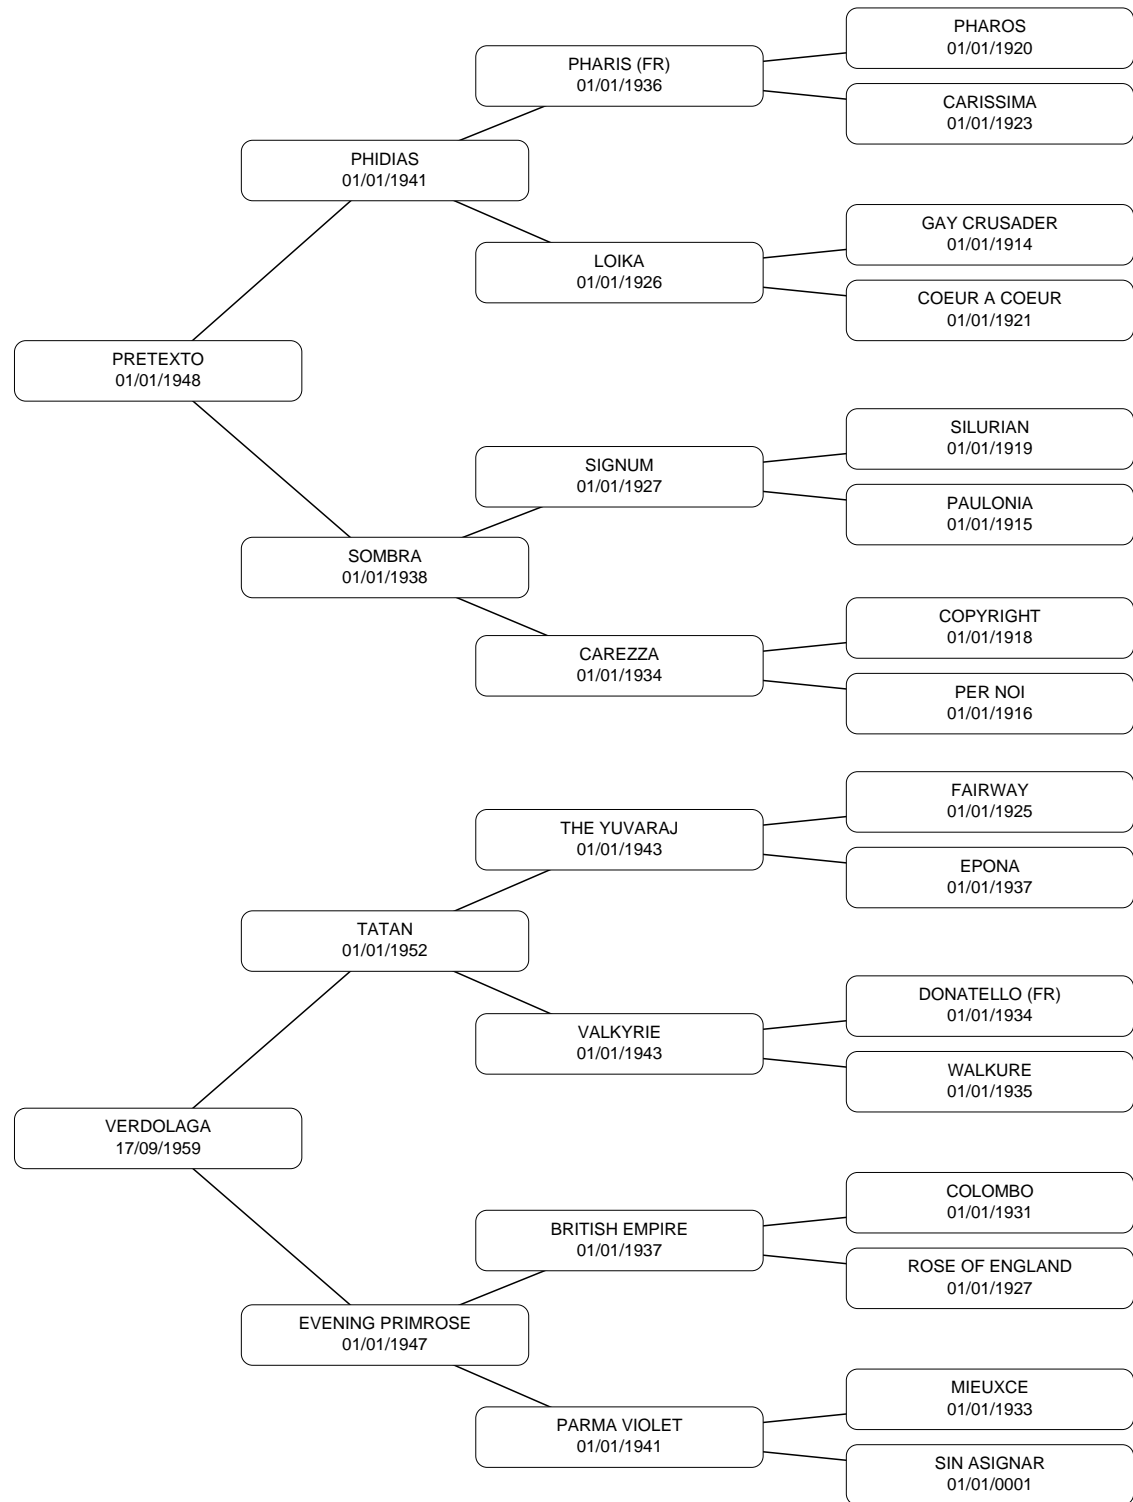 PHAROS
01/01/1920
PHARIS (FR)
01/01/1936
CARISSIMA
01/01/1923
PHIDIAS
01/01/1941
GAY CRUSADER
01/01/1914
LOIKA
01/01/1926
COEUR A COEUR
01/01/1921
PRETEXTO
01/01/1948
SILURIAN
01/01/1919
SIGNUM
01/01/1927
PAULONIA
01/01/1915
SOMBRA
01/01/1938
COPYRIGHT
01/01/1918
CAREZZA
01/01/1934
PER NOI
01/01/1916
FAIRWAY
01/01/1925
THE YUVARAJ
01/01/1943
EPONA
01/01/1937
TATAN
01/01/1952
DONATELLO (FR)
01/01/1934
VALKYRIE
01/01/1943
WALKURE
01/01/1935
VERDOLAGA
17/09/1959
COLOMBO
01/01/1931
BRITISH EMPIRE
01/01/1937
ROSE OF ENGLAND
01/01/1927
EVENING PRIMROSE
01/01/1947
MIEUXCE
01/01/1933
PARMA VIOLET
01/01/1941
SIN ASIGNAR
01/01/0001